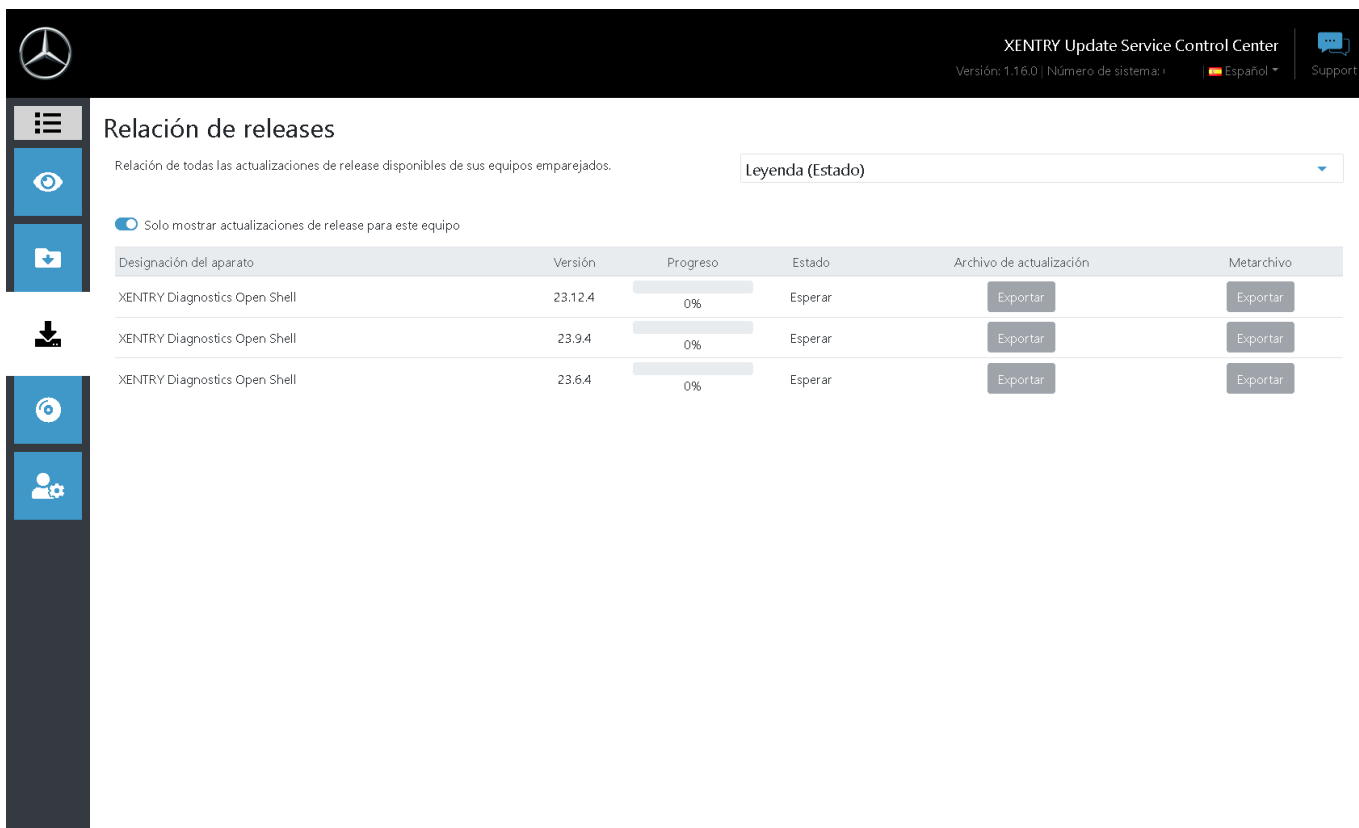 XENTRY Update Service Control Center
Versión: 1.16.0 | Número de sistema: | Español
Support
Relación de releases
Relación de todas las actualizaciones de release disponibles de sus equipos emparejados.
Leyenda (Estado)
Solo mostrar actualizaciones de release para este equipo
Designación del aparato Versión Progreso Estado Archivo de actualización Metarchivo
XENTRY Diagnostics Open Shell 23.12.4 0% Esperar Exportar Exportar
XENTRY Diagnostics Open Shell 23.9.4 0% Esperar Exportar Exportar
XENTRY Diagnostics Open Shell 23.6.4 0% Esperar Exportar Exportar